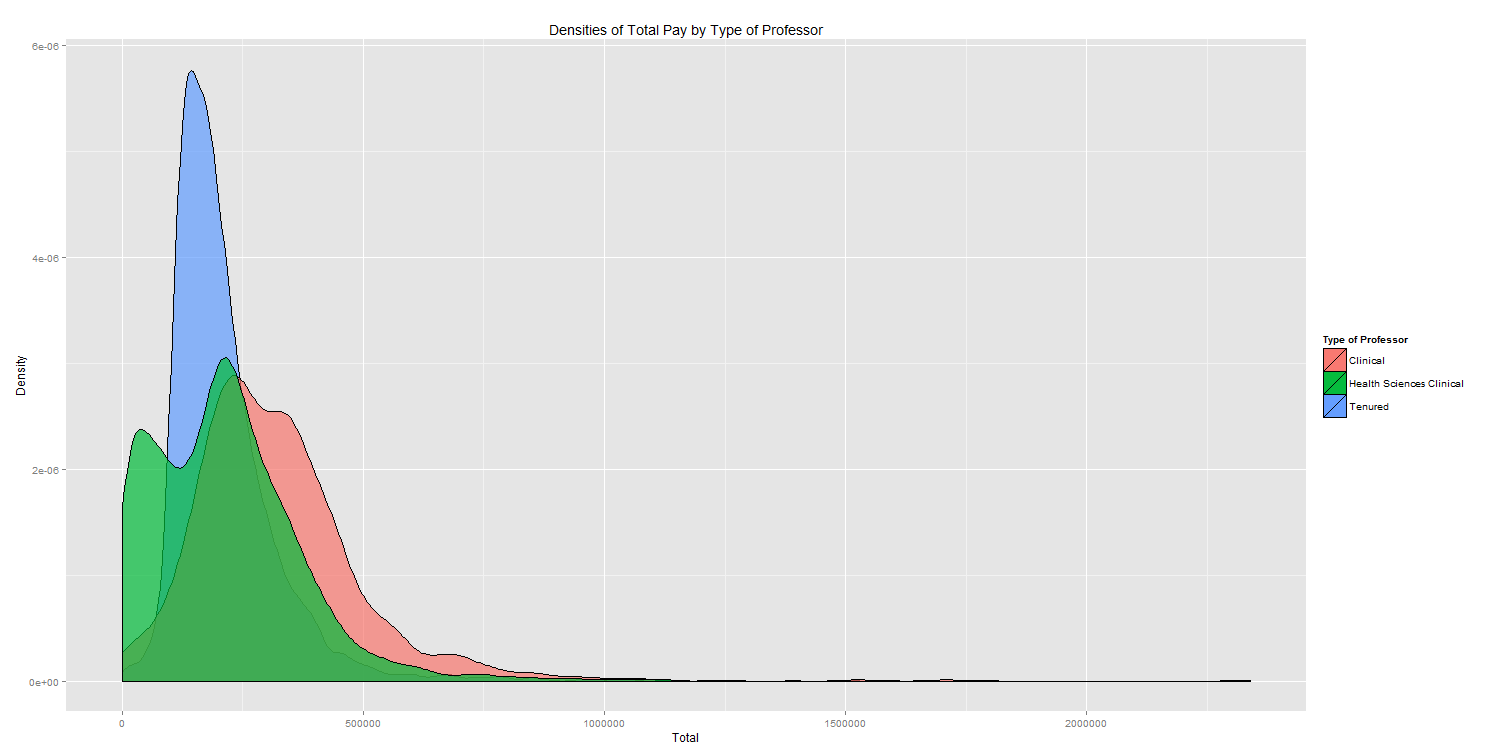 Densities of Total Pay by Type of Professor
6e-06
4e-06
2e-06
0e+00
Density
0
500000
1000000
1500000
2000000
Total
Type of Professor
Clinical
Health Sciences Clinical
Tenured